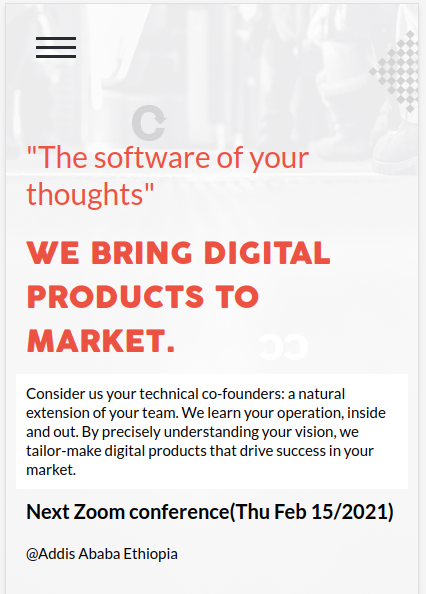 "The software of your
thoughts"
WE BRING DIGITAL
PRODUCTS TO
MARKET.
Consider us your technical co-founders: a natural
extension of your team. We learn your operation, inside
and out. By precisely understanding your vision, we
tailor-make digital products that drive success in your
market.
Next Zoom conference(Thu Feb 15/2021)
@Addis Ababa Ethiopia